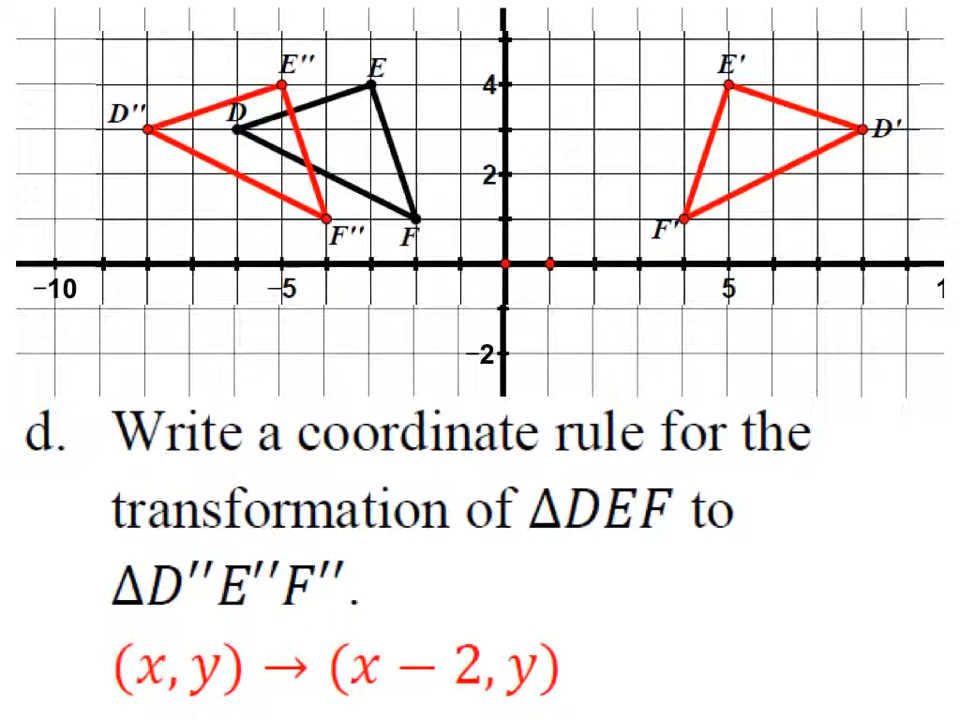 E'' E E'
4
D'' D D'
2
F'' F F'
−10 −5 5 1
−2
d. Write a coordinate rule for the
transformation of ΔDEF to
ΔD''E''F''.
(x, y) → (x − 2, y)